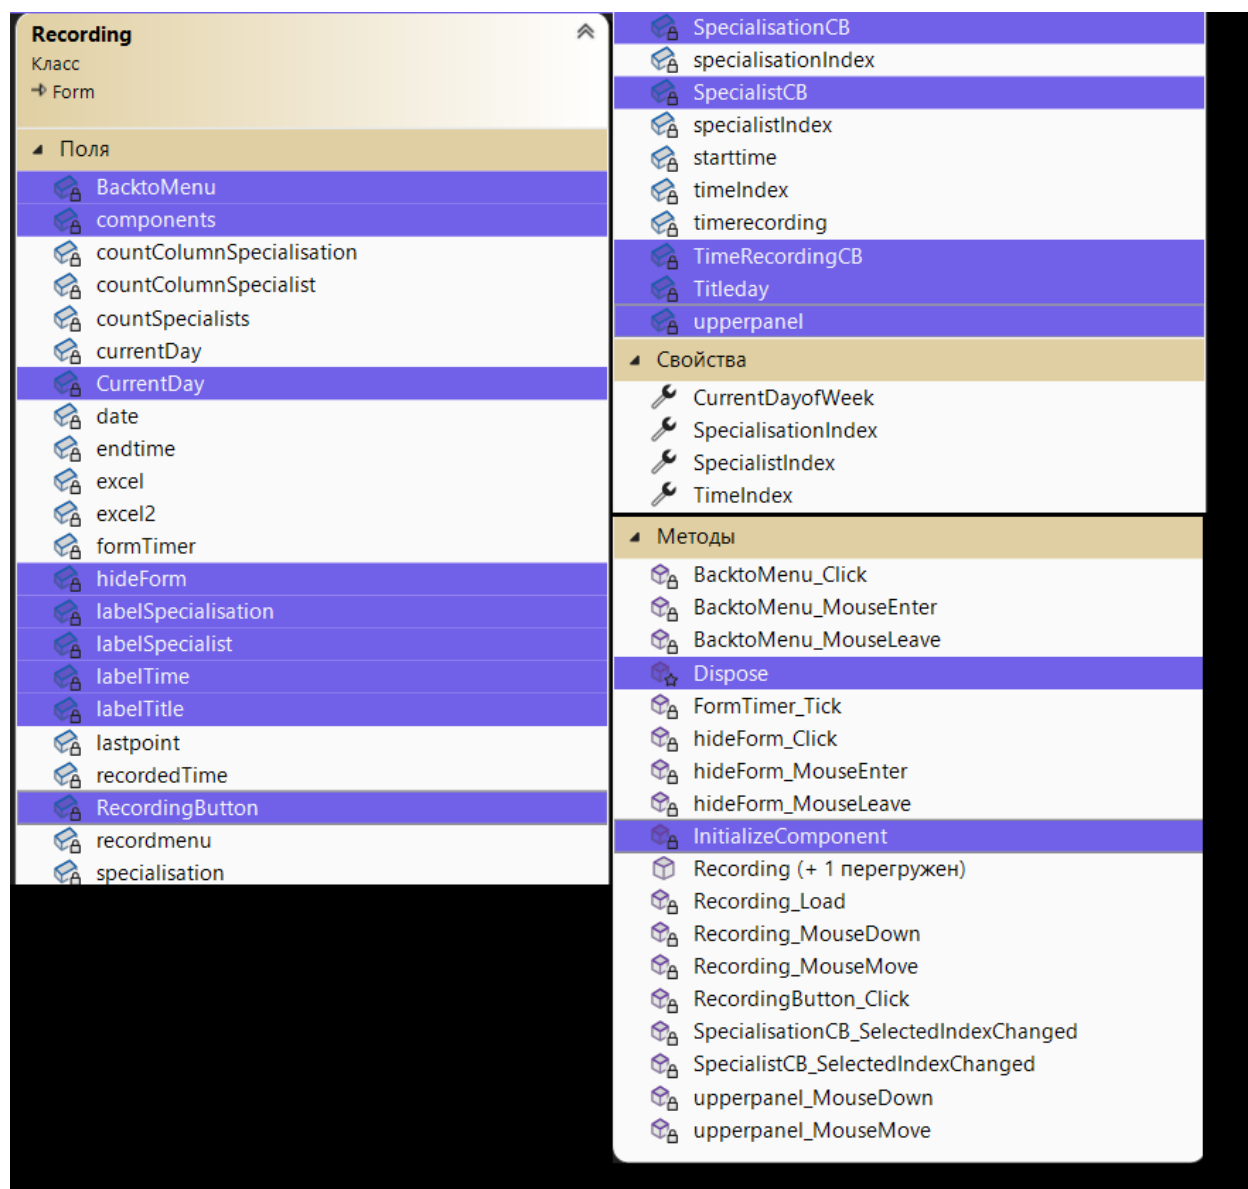 Recording
Класс
Form
Поля
BacktoMenu
components
countColumnSpecialisation
countColumnSpecialist
countSpecialists
currentDay
CurrentDay
date
endtime
excel
excel2
formTimer
hideForm
labelSpecialisation
labelSpecialist
labelTime
labelTitle
lastpoint
recordedTime
RecordingButton
recordmenu
specialisation
SpecialisationCB
specialisationIndex
SpecialistCB
specialistIndex
starttime
timeIndex
timerecording
TimeRecordingCB
Titleday
upperpanel
Свойства
CurrentDayofWeek
SpecialisationIndex
SpecialistIndex
TimeIndex
Методы
BacktoMenu_Click
BacktoMenu_MouseEnter
BacktoMenu_MouseLeave
Dispose
FormTimer_Tick
hideForm_Click
hideForm_MouseEnter
hideForm_MouseLeave
InitializeComponent
Recording (+ 1 перегружен)
Recording_Load
Recording_MouseDown
Recording_MouseMove
RecordingButton_Click
SpecialisationCB_SelectedIndexChanged
SpecialistCB_SelectedIndexChanged
upperpanel_MouseDown
upperpanel_MouseMove